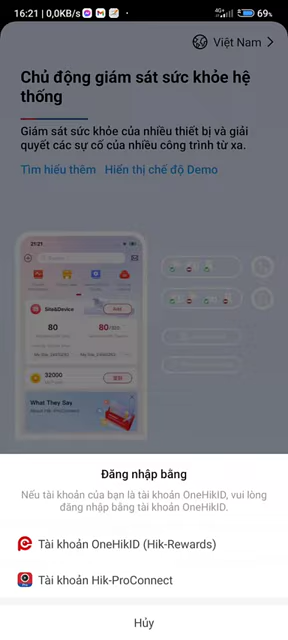 16:21 | 0,0KB/s
4G
69%
Việt Nam
Chủ động giám sát sức khỏe hệ
thống
Giám sát sức khỏe của nhiều thiết bị và giải
quyết các sự cố của nhiều công trình từ xa.
Tìm hiểu thêm Hiển thị chế độ Demo
21:21
Site&Device
Add
80
80
32000
What They Say
About Hik-ProConnect
Đăng nhập bằng
Nếu tài khoản của bạn là tài khoản OneHikID, vui lòng
đăng nhập bằng tài khoản OneHikID.
Tài khoản OneHikID (Hik-Rewards)
Tài khoản Hik-ProConnect
Hủy